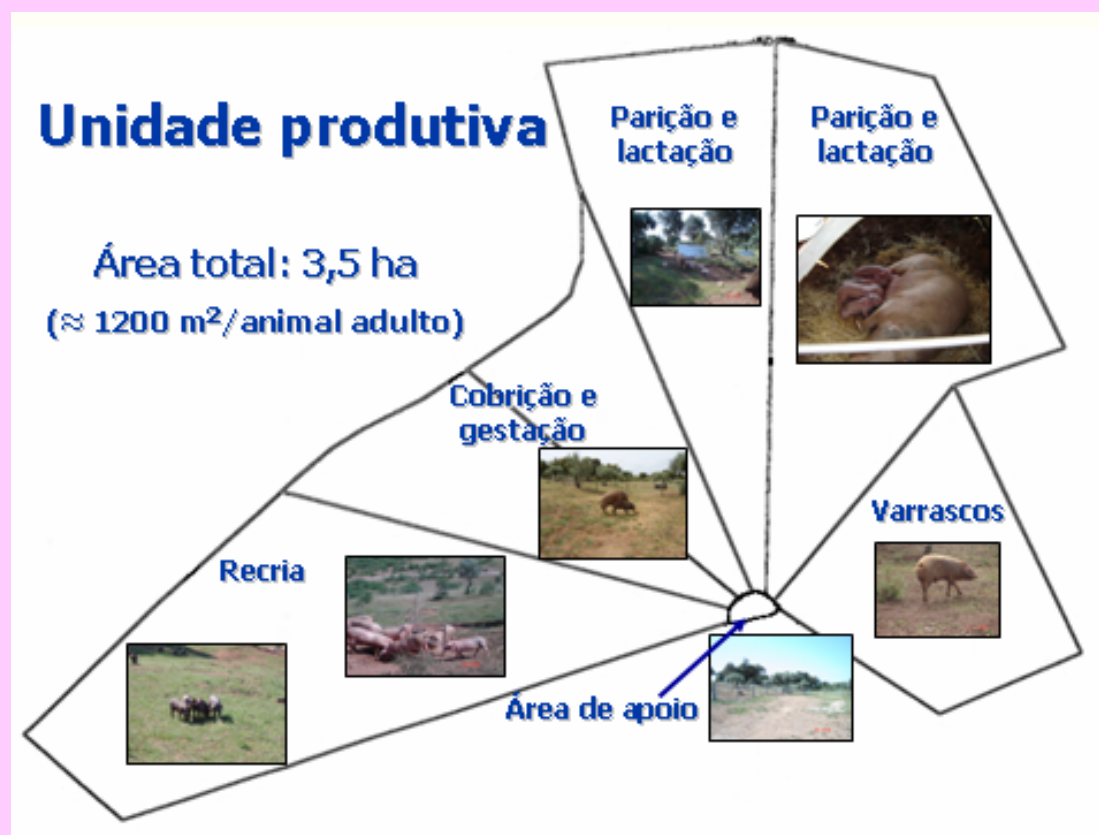 Unidade produtiva
Área total: 3,5 ha
(≈ 1200 m²/animal adulto)
Parição e
lactação
Parição e
lactação
Cobrição e
gestação
Varrascos
Recria
Área de apoio